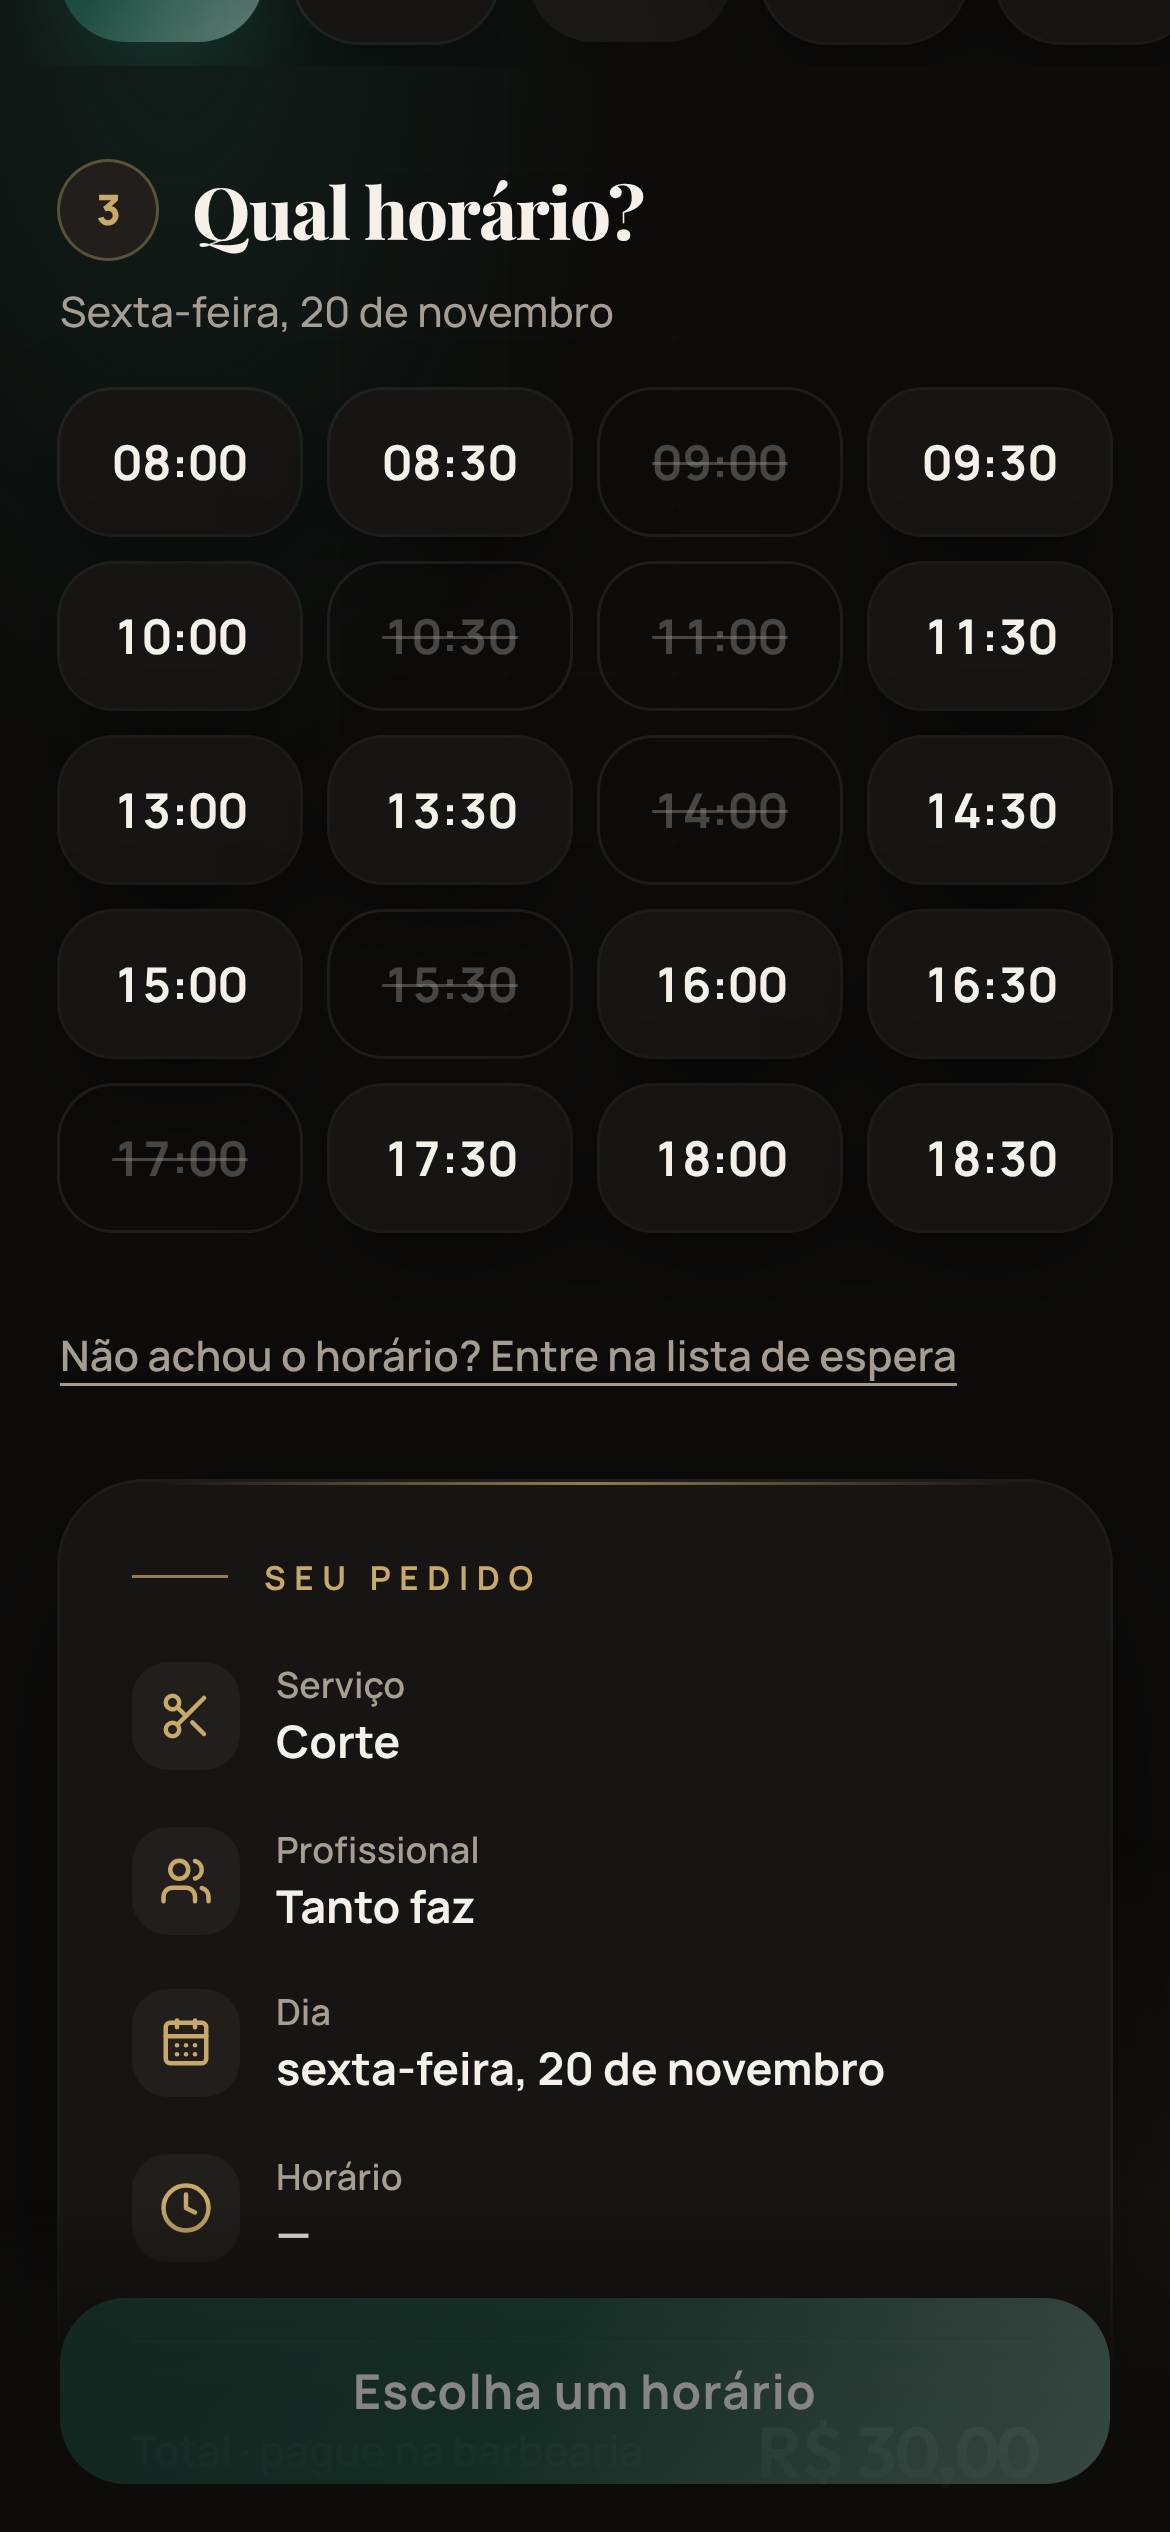 3
Qual horário?
Sexta-feira, 20 de novembro
08:00 08:30 09:00 09:30
10:00 10:30 11:00 11:30
13:00 13:30 14:00 14:30
15:00 15:30 16:00 16:30
17:00 17:30 18:00 18:30
Não achou o horário? Entre na lista de espera
SEU PEDIDO
Serviço
Corte
Profissional
Tanto faz
Dia
sexta-feira, 20 de novembro
Horário
—
Escolha um horário
Total · pague na barbearia R$ 30,00